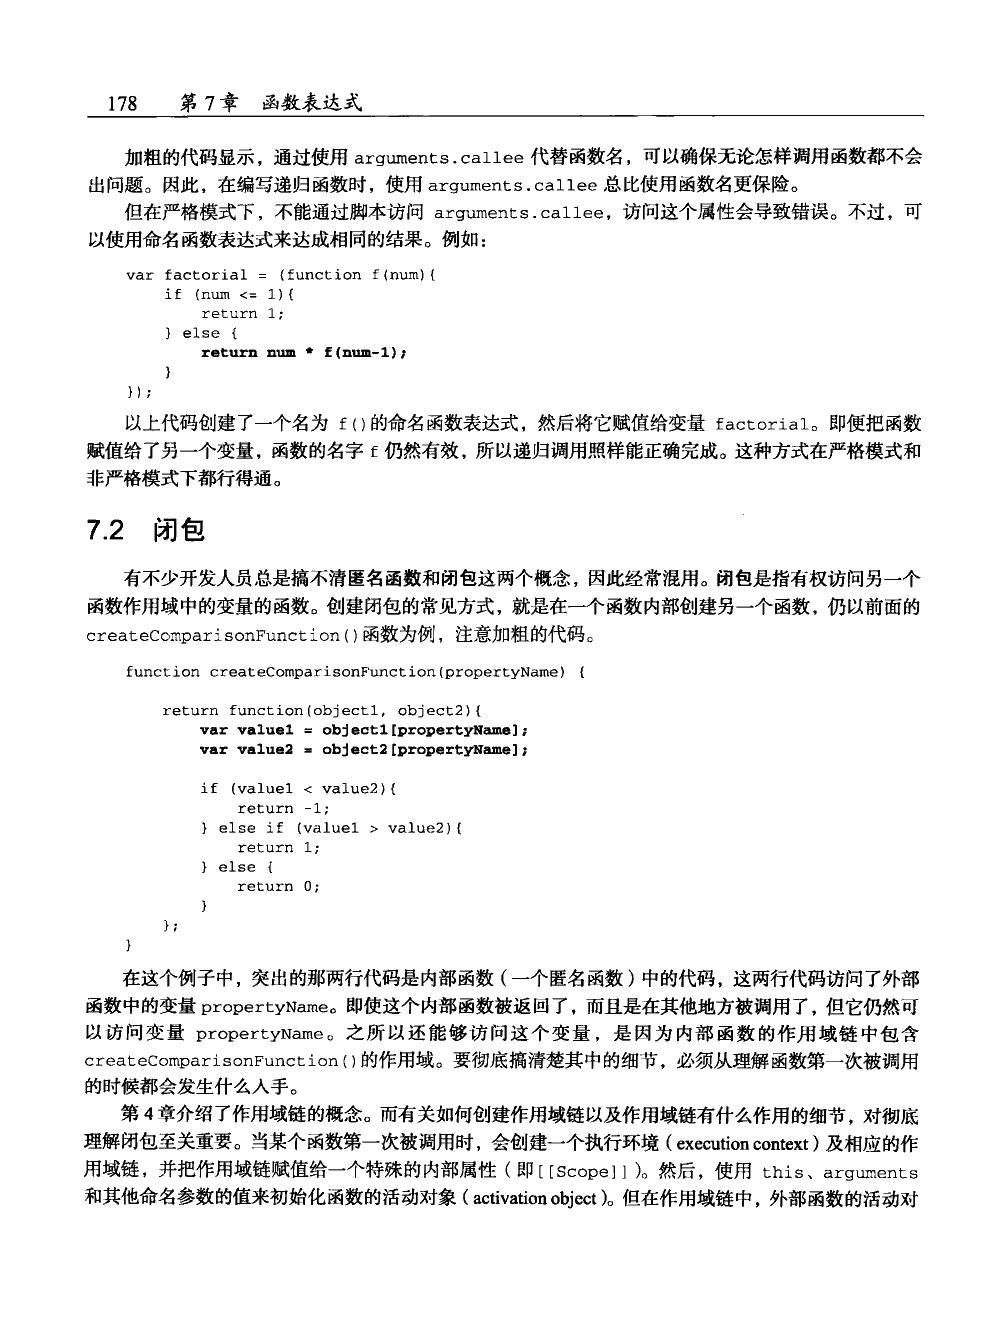 178 第 7 章 函数表达式
加粗的代码显示，通过使用 arguments.callee 代替函数名，可以确保无论怎样调用函数都不会
出问题。因此，在编写递归函数时，使用 arguments.callee 总比使用函数名更保险。
但在严格模式下，不能通过脚本访问 arguments.callee，访问这个属性会导致错误。不过，可
以使用命名函数表达式来达成相同的结果。例如：
var factorial = (function f(num){
if (num <= 1){
return 1;
} else {
return num * f(num-1);
}
});
以上代码创建了一个名为 f()的命名函数表达式，然后将它赋值给变量 factorial。即便把函数
赋值给了另一个变量，函数的名字 f 仍然有效，所以递归调用照样能正确完成。这种方式在严格模式和
非严格模式下都行得通。
7.2 闭包
有不少开发人员总是搞不清匿名函数和闭包这两个概念，因此经常混用。闭包是指有权访问另一个
函数作用域中的变量的函数。创建闭包的常见方式，就是在一个函数内部创建另一个函数，仍以前面的
createComparisonFunction()函数为例，注意加粗的代码。
function createComparisonFunction(propertyName) {
return function(object1, object2){
var value1 = object1[propertyName];
var value2 = object2[propertyName];
if (value1 < value2){
return -1;
} else if (value1 > value2){
return 1;
} else {
return 0;
}
};
}
在这个例子中，突出的那两行代码是内部函数（一个匿名函数）中的代码，这两行代码访问了外部
函数中的变量 propertyName。即使这个内部函数被返回了，而且是在其他地方被调用了，但它仍然可
以访问变量 propertyName。之所以还能够访问这个变量，是因为内部函数的作用域链中包含
createComparisonFunction()的作用域。要彻底搞清楚其中的细节，必须从理解函数第一次被调用
的时候都会发生什么入手。
第 4 章介绍了作用域链的概念。而有关如何创建作用域链以及作用域链有什么作用的细节，对彻底
理解闭包至关重要。当某个函数第一次被调用时，会创建一个执行环境（execution context）及相应的作
用域链，并把作用域链赋值给一个特殊的内部属性（即[[Scope]]）。然后，使用 this、arguments
和其他命名参数的值来初始化函数的活动对象（activation object）。但在作用域链中，外部函数的活动对